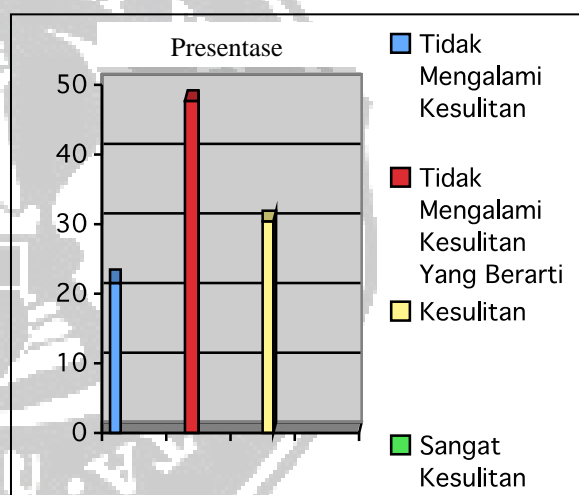 Presentase
50
40
30
20
10
0
Tidak
Mengalami
Kesulitan
Tidak
Mengalami
Kesulitan
Yang Berarti
Kesulitan
Sangat
Kesulitan